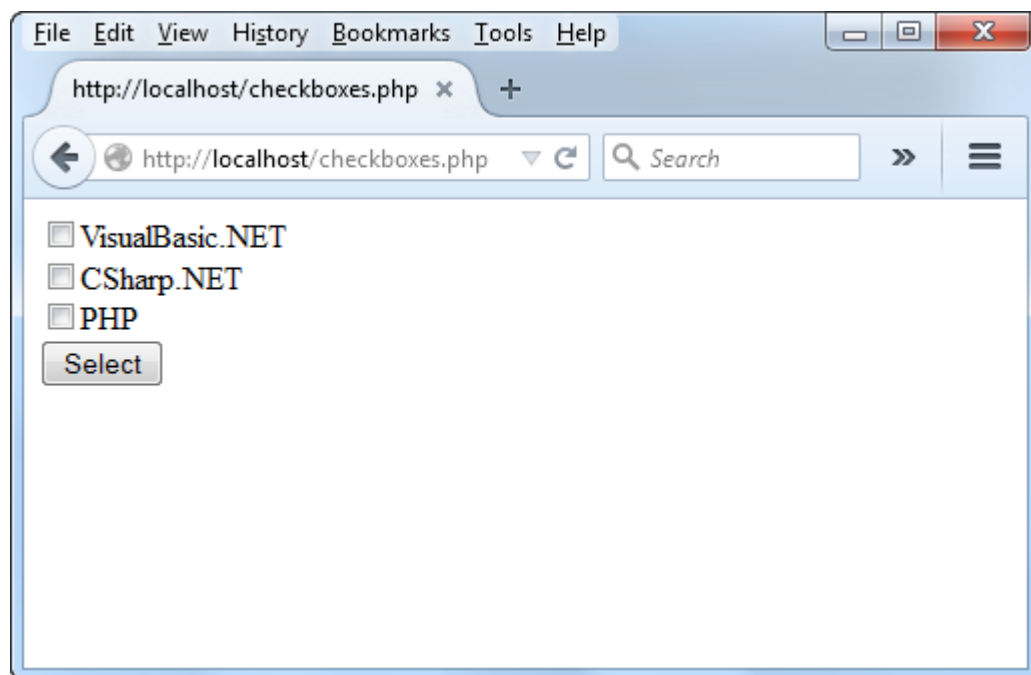 File Edit View History Bookmarks Tools Help
http://localhost/checkboxes.php
http://localhost/checkboxes.php Search
VisualBasic.NET
CSharp.NET
PHP
Select